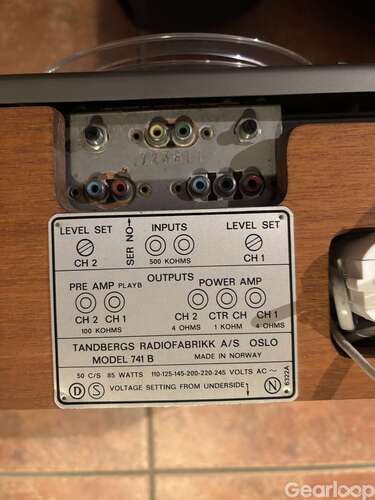 LEVEL SET
CH 2
SER NO
INPUTS
500 KOHMS
LEVEL SET
CH 1
OUTPUTS
PRE AMP PLAYB
CH 2 CH 1
100 KOHMS
POWER AMP
CH 2 CTR CH CH 1
4 OHMS 1 KOHM 4 OHMS
TANDBERGS RADIOFABRIKK A/S OSLO
MODEL 741 B MADE IN NORWAY
50 C/S 85 WATTS 110-125-145-200-220-245 VOLTS AC ~
D S VOLTAGE SETTING FROM UNDERSIDE N
6322A
Gearloop